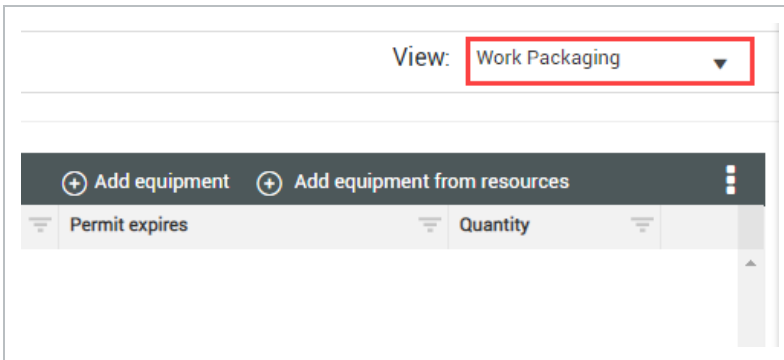 View: Work Packaging
Add equipment Add equipment from resources
Permit expires Quantity